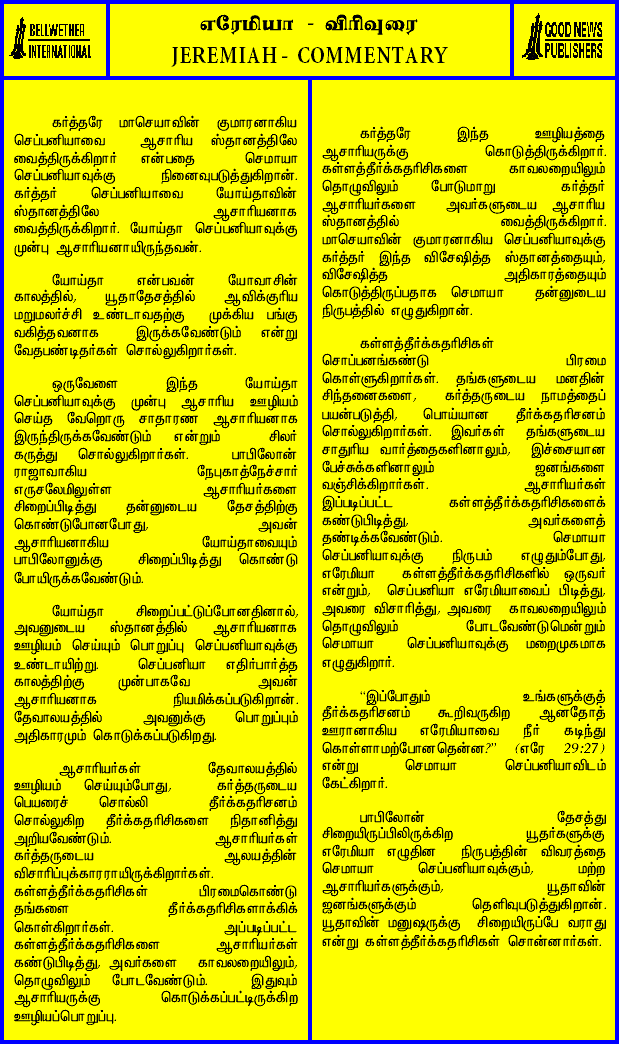 BELLWETHER
INTERNATIONAL
எரேமியா - விரிவுரை
JEREMIAH - COMMENTARY
GOOD NEWS
PUBLISHERS
கர்த்தரே மாசெயாவின் குமாரனாகிய
செப்பனியாவை ஆசாரிய ஸ்தானத்திலே
வைத்திருக்கிறார் என்பதை செமாயா
செப்பனியாவுக்கு நினைவுபடுத்துகிறான்.
கர்த்தர் செப்பனியாவை யோய்தாவின்
ஸ்தானத்திலே ஆசாரியனாக
வைத்திருக்கிறார். யோய்தா செப்பனியாவுக்கு
முன்பு ஆசாரியனாயிருந்தவன்.
யோய்தா என்பவன் யோவாசின்
காலத்தில், யூதாதேசத்தில் ஆவிக்குரிய
மறுமலர்ச்சி உண்டாவதற்கு முக்கிய பங்கு
வகித்தவனாக இருக்கவேண்டும் என்று
வேதபண்டிதர்கள் சொல்லுகிறார்கள்.
ஒருவேளை இந்த யோய்தா
செப்பனியாவுக்கு முன்பு ஆசாரிய ஊழியம்
செய்த வேறொரு சாதாரண ஆசாரியனாக
இருந்திருக்கவேண்டும் என்றும் சிலர்
கருத்து சொல்லுகிறார்கள். பாபிலோன்
ராஜாவாகிய நேபுகாத்நேச்சார்
எருசலேமிலுள்ள ஆசாரியர்களை
சிறைப்பிடித்து தன்னுடைய தேசத்திற்கு
கொண்டுபோனபோது, அவன்
ஆசாரியனாகிய யோய்தாவையும்
பாபிலோனுக்கு சிறைப்பிடித்து கொண்டு
போயிருக்கவேண்டும்.
யோய்தா சிறைப்பட்டுப்போனதினால்,
அவனுடைய ஸ்தானத்தில் ஆசாரியனாக
ஊழியம் செய்யும் பொறுப்பு செப்பனியாவுக்கு
உண்டாயிற்று. செப்பனியா எதிர்பார்த்த
காலத்திற்கு முன்பாகவே அவன்
ஆசாரியனாக நியமிக்கப்படுகிறான்.
தேவாலயத்தில் அவனுக்கு பொறுப்பும்
அதிகாரமும் கொடுக்கப்படுகிறது.
ஆசாரியர்கள் தேவாலயத்தில்
ஊழியம் செய்யும்போது, கர்த்தருடைய
பெயரைச் சொல்லி தீர்க்கதரிசனம்
சொல்லுகிற தீர்க்கதரிசிகளை நிதானித்து
அறியவேண்டும். ஆசாரியர்கள்
கர்த்தருடைய ஆலயத்தின்
விசாரிப்புக்காரராயிருக்கிறார்கள்.
கள்ளத்தீர்க்கதரிசிகள் பிரமைகொண்டு
தங்களை தீர்க்கதரிசிகளாக்கிக்
கொள்கிறார்கள். அப்படிப்பட்ட
கள்ளத்தீர்க்கதரிசிகளை ஆசாரியர்கள்
கண்டுபிடித்து, அவர்களை காவலறையிலும்,
தொழுவிலும் போடவேண்டும். இதுவும்
ஆசாரியருக்கு கொடுக்கப்பட்டிருக்கிற
ஊழியப்பொறுப்பு.
கர்த்தரே இந்த ஊழியத்தை
ஆசாரியருக்கு கொடுத்திருக்கிறார்.
கள்ளத்தீர்க்கதரிசிகளை காவலறையிலும்
தொழுவிலும் போடுமாறு கர்த்தர்
ஆசாரியர்களை அவர்களுடைய ஆசாரிய
ஸ்தானத்தில் வைத்திருக்கிறார்.
மாசெயாவின் குமாரனாகிய செப்பனியாவுக்கு
கர்த்தர் இந்த விசேஷித்த ஸ்தானத்தையும்,
விசேஷித்த அதிகாரத்தையும்
கொடுத்திருப்பதாக செமாயா தன்னுடைய
நிருபத்தில் எழுதுகிறான்.
கள்ளத்தீர்க்கதரிசிகள்
சொப்பனங்கண்டு பிரமை
கொள்ளுகிறார்கள். தங்களுடைய மனதின்
சிந்தனைகளை, கர்த்தருடைய நாமத்தைப்
பயன்படுத்தி, பொய்யான தீர்க்கதரிசனம்
சொல்லுகிறார்கள். இவர்கள் தங்களுடைய
சாதுரிய வார்த்தைகளினாலும், இச்சையான
பேச்சுக்களினாலும் ஜனங்களை
வஞ்சிக்கிறார்கள். ஆசாரியர்கள்
இப்படிப்பட்ட கள்ளத்தீர்க்கதரிசிகளைக்
கண்டுபிடித்து, அவர்களைத்
தண்டிக்கவேண்டும். செமாயா
செப்பனியாவுக்கு நிருபம் எழுதும்போது,
எரேமியா கள்ளத்தீர்க்கதரிசிகளில் ஒருவர்
என்றும், செப்பனியா எரேமியாவைப் பிடித்து,
அவரை விசாரித்து, அவரை காவலறையிலும்
தொழுவிலும் போடவேண்டுமென்றும்
செமாயா செப்பனியாவுக்கு மறைமுகமாக
எழுதுகிறார்.
“இப்போதும் உங்களுக்குத்
தீர்க்கதரிசனம் கூறிவருகிற ஆனதோத்
ஊரானாகிய எரேமியாவை நீர் கடிந்து
கொள்ளாமற்போனதென்ன?” (எரே 29:27)
என்று செமாயா செப்பனியாவிடம்
கேட்கிறார்.
பாபிலோன் தேசத்து
சிறையிருப்பிலிருக்கிற யூதர்களுக்கு
எரேமியா எழுதின நிருபத்தின் விவரத்தை
செமாயா செப்பனியாவுக்கும், மற்ற
ஆசாரியர்களுக்கும், யூதாவின்
ஜனங்களுக்கும் தெளிவுபடுத்துகிறான்.
யூதாவின் மனுஷருக்கு சிறையிருப்பே வராது
என்று கள்ளத்தீர்க்கதரிசிகள் சொன்னார்கள்.